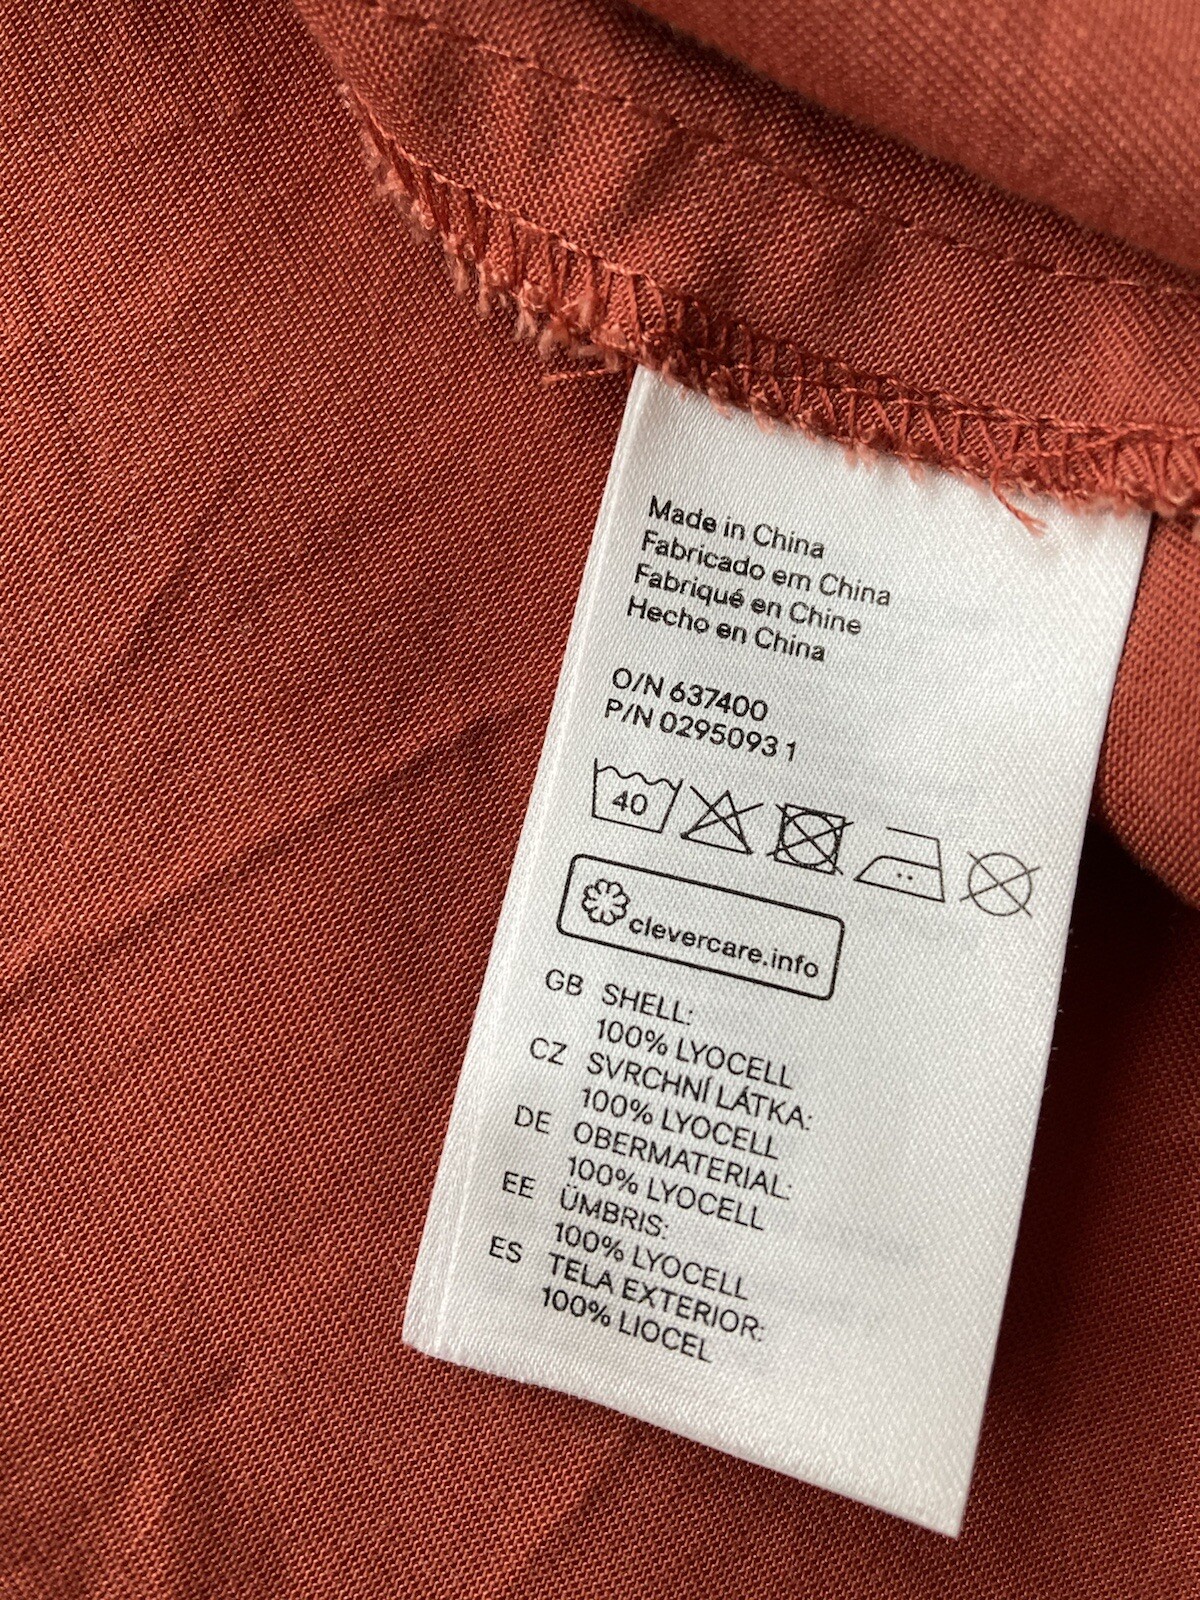 Made in China
Fabricado em China
Fabriqué en Chine
Hecho en China
O/N 637400
P/N 0295093 1
40
clevercare.info
GB SHELL:
100% LYOCELL
CZ SVRCHNÍ LÁTKA:
100% LYOCELL
DE OBERMATERIAL:
100% LYOCELL
EE ÜMBRIS:
100% LYOCELL
ES TELA EXTERIOR:
100% LIOCEL